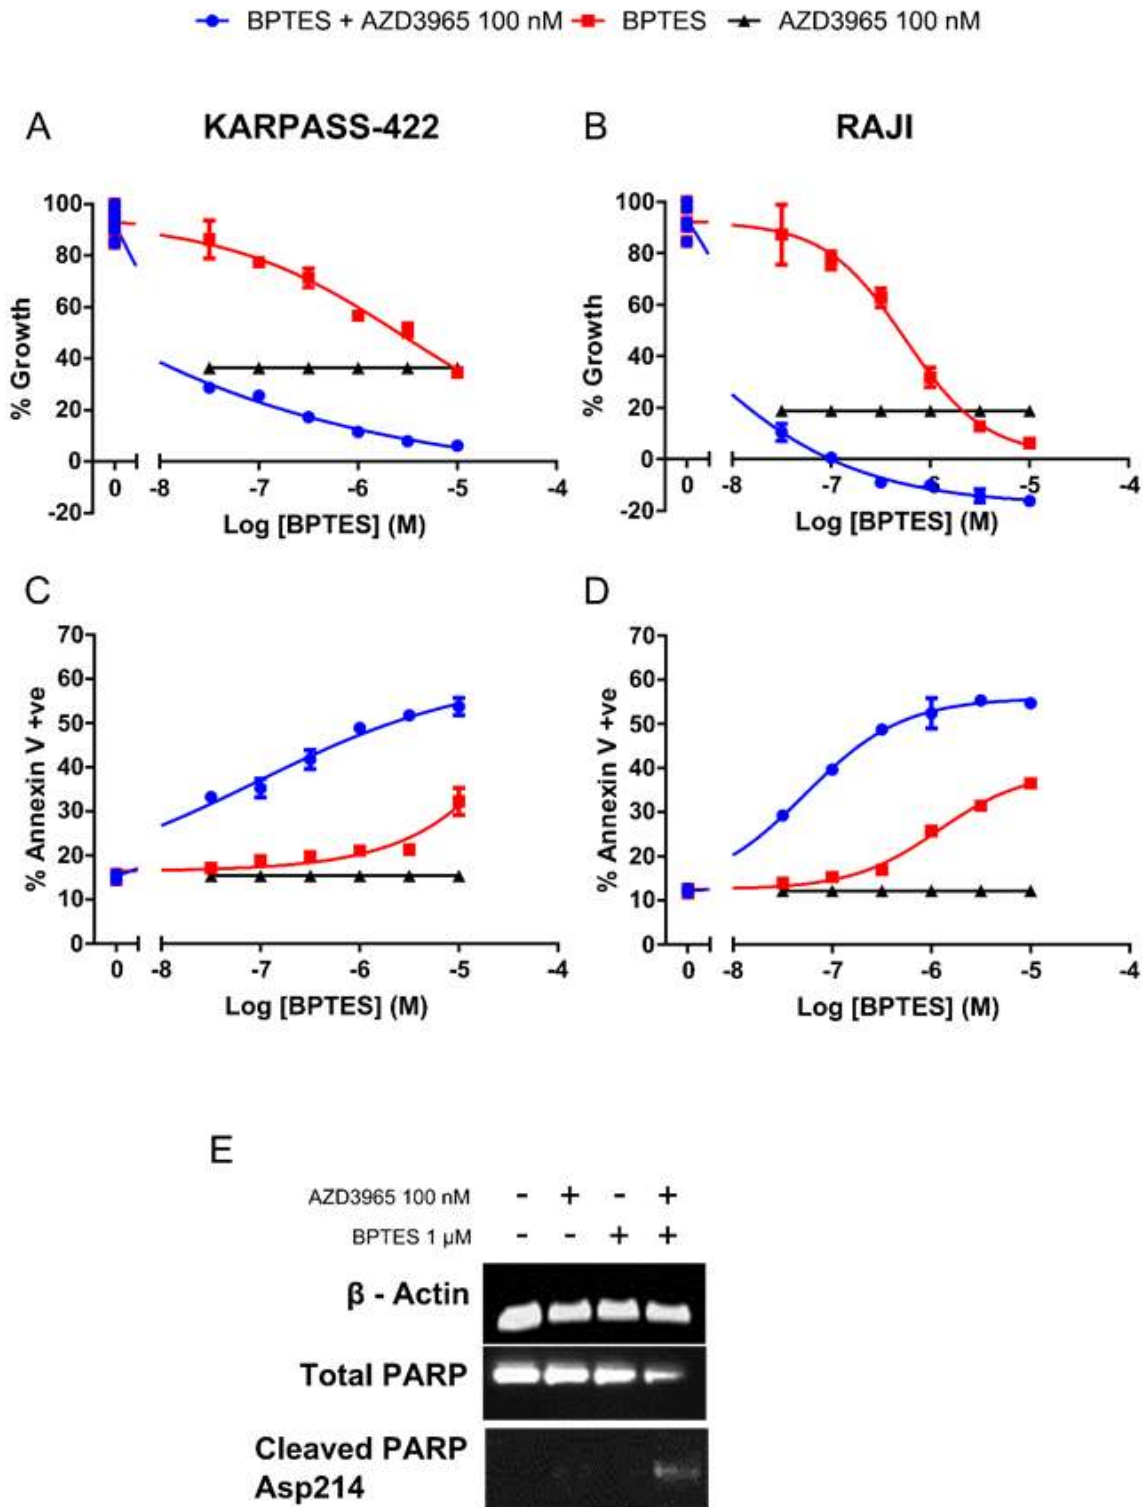 BPTES + AZD3965 100 nM BPTES AZD3965 100 nM
A KARPASS-422 B RAJI
% Growth
100
80
60
40
20
0
-20
0 -8 -7 -6 -5 -4
Log [BPTES] (M)
% Growth
100
80
60
40
20
0
-20
0 -8 -7 -6 -5 -4
Log [BPTES] (M)
C D
% Annexin V +ve
70
60
50
40
30
20
10
0
0 -8 -7 -6 -5 -4
Log [BPTES] (M)
% Annexin V +ve
70
60
50
40
30
20
10
0
0 -8 -7 -6 -5 -4
Log [BPTES] (M)
E
AZD3965 100 nM - + - +
BPTES 1 µM - - + +
β - Actin
Total PARP
Cleaved PARP
Asp214